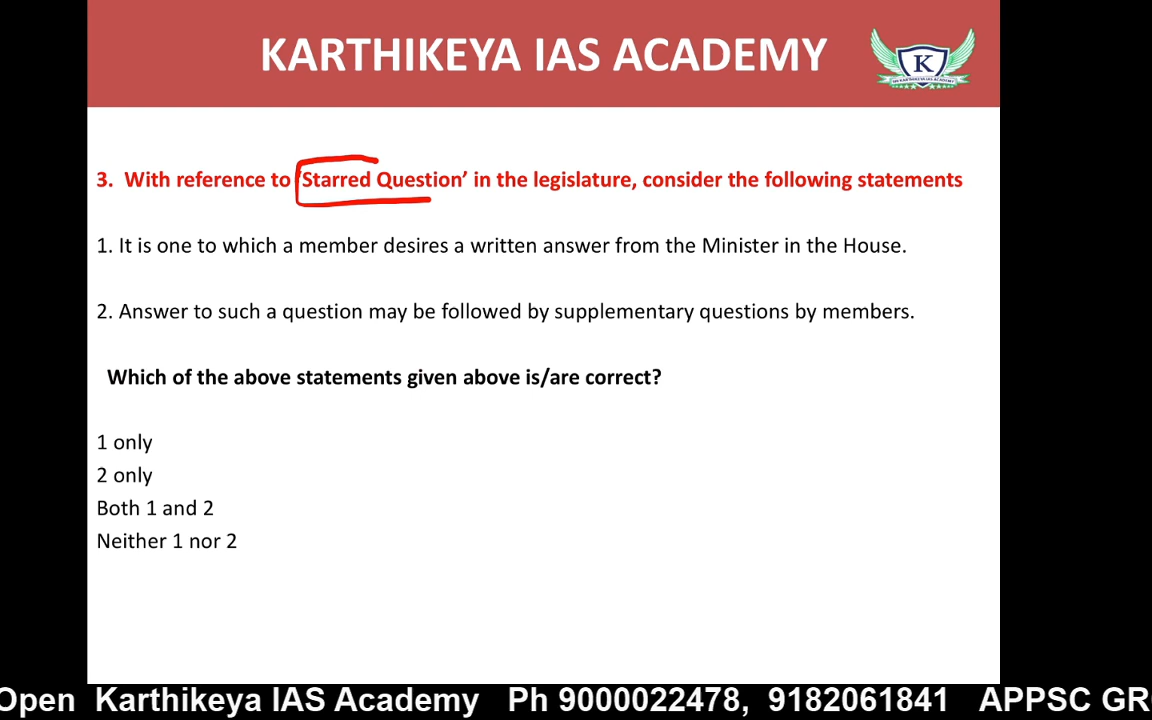 KARTHIKEYA IAS ACADEMY
K
3. With reference to ‘Starred Question’ in the legislature, consider the following statements
1. It is one to which a member desires a written answer from the Minister in the House.
2. Answer to such a question may be followed by supplementary questions by members.
Which of the above statements given above is/are correct?
1 only
2 only
Both 1 and 2
Neither 1 nor 2
Open Karthikeya IAS Academy Ph 9000022478, 9182061841 APPSC GR